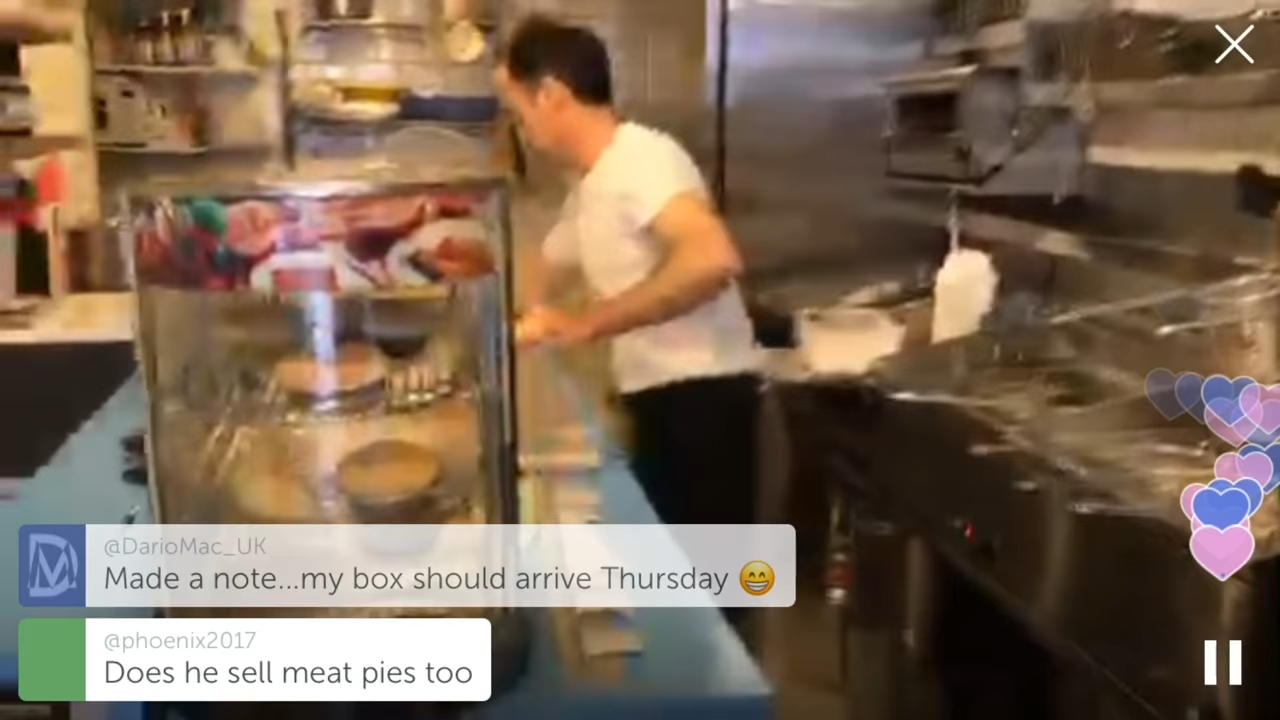 @DarioMac_UK
Made a note...my box should arrive Thursday 😁
@phoenix2017
Does he sell meat pies too